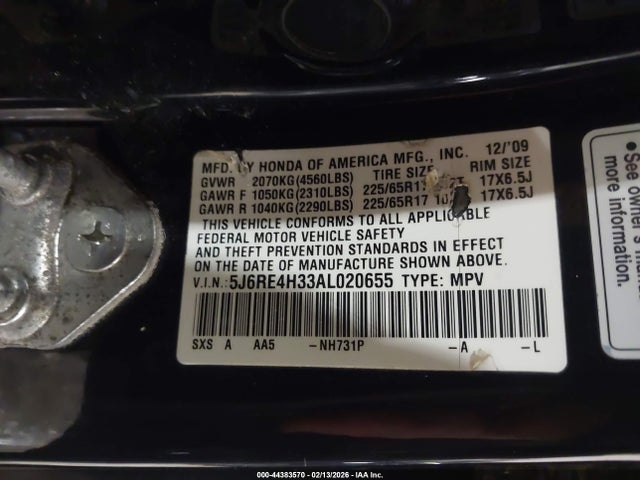 MFD. BY HONDA OF AMERICA MFG., INC. 12/'09
GVWR 2070KG(4560LBS) TIRE SIZE RIM SIZE
GAWR F 1050KG(2310LBS) 225/65R17 17X6.5J
GAWR R 1040KG(2290LBS) 225/65R17 17X6.5J
THIS VEHICLE CONFORMS TO ALL APPLICABLE
FEDERAL MOTOR VEHICLE SAFETY
AND THEFT PREVENTION STANDARDS IN EFFECT
ON THE DATE OF MANUFACTURE SHOWN ABOVE.
V.I.N.:5J6RE4H33AL020655 TYPE: MPV
SXS A AA5 -NH731P -A -L
•See owner
more
information.
000-44383570 - 02/13/2026 - IAA Inc.